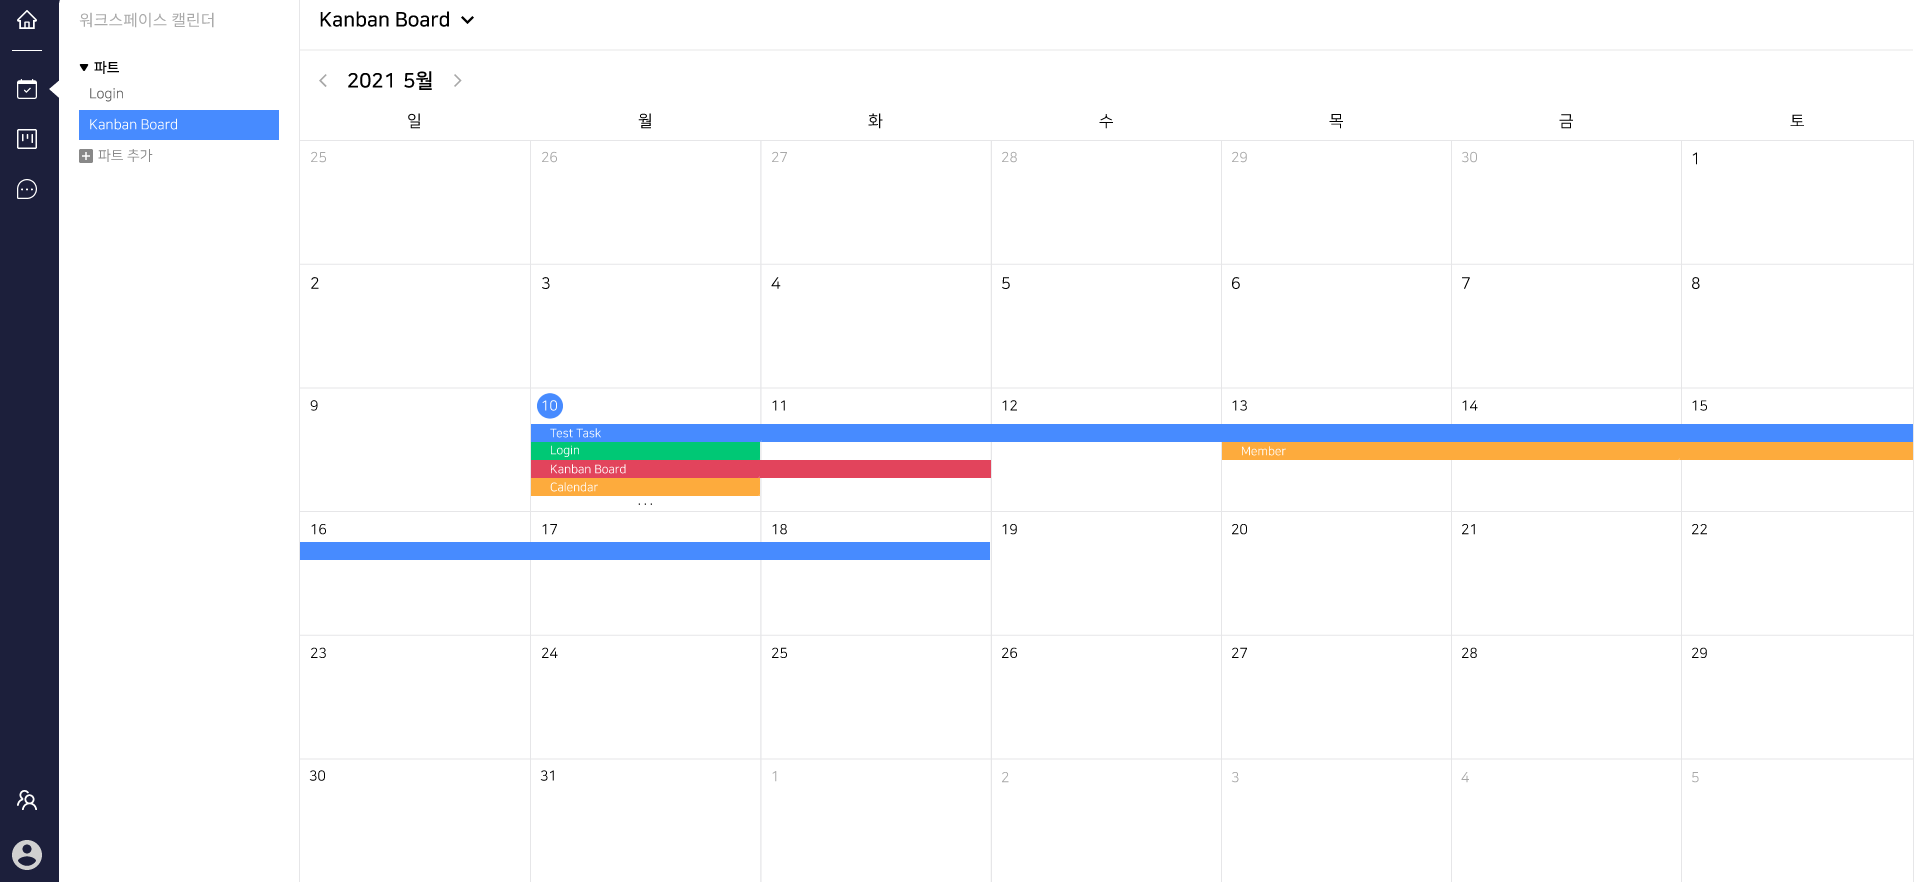 워크스페이스 캘린더
파트
Login
Kanban Board
파트 추가
Kanban Board
2021 5월
일 월 화 수 목 금 토
25 26 27 28 29 30 1
2 3 4 5 6 7 8
9 10 11 12 13 14 15
Test Task
Login
Member
Kanban Board
Calendar
...
16 17 18 19 20 21 22
23 24 25 26 27 28 29
30 31 1 2 3 4 5